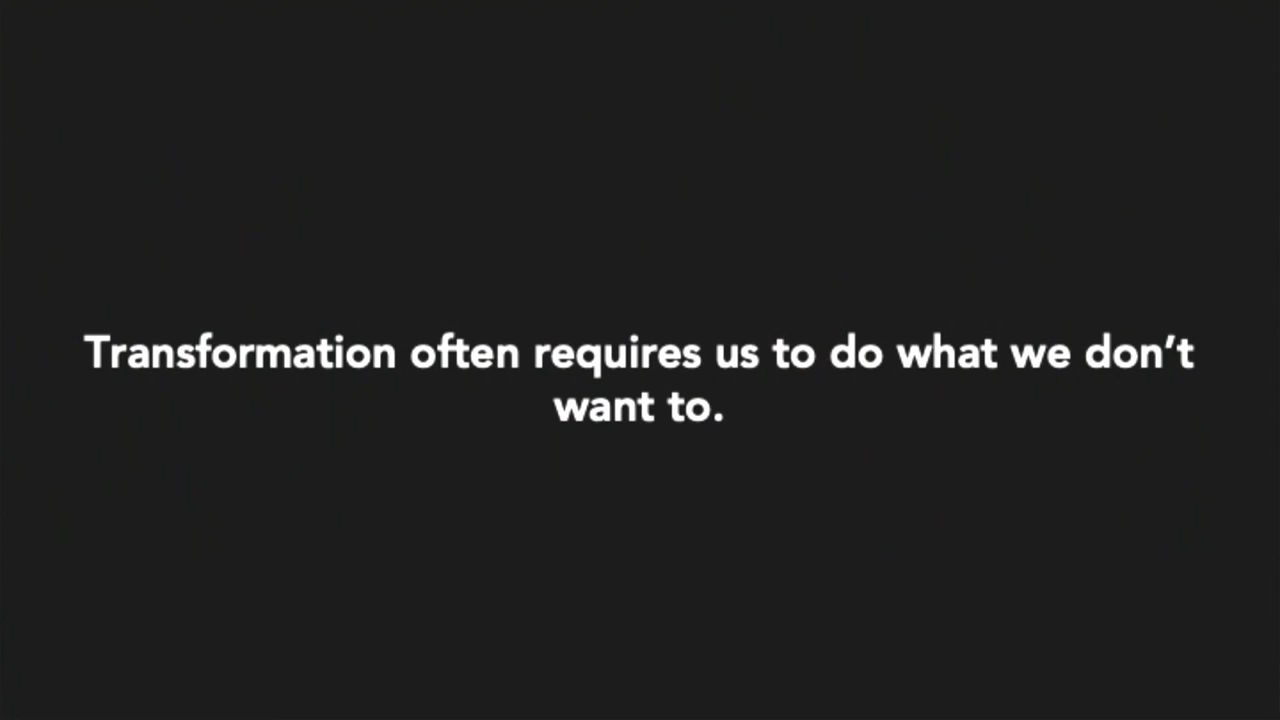 Transformation often requires us to do what we don’t
want to.